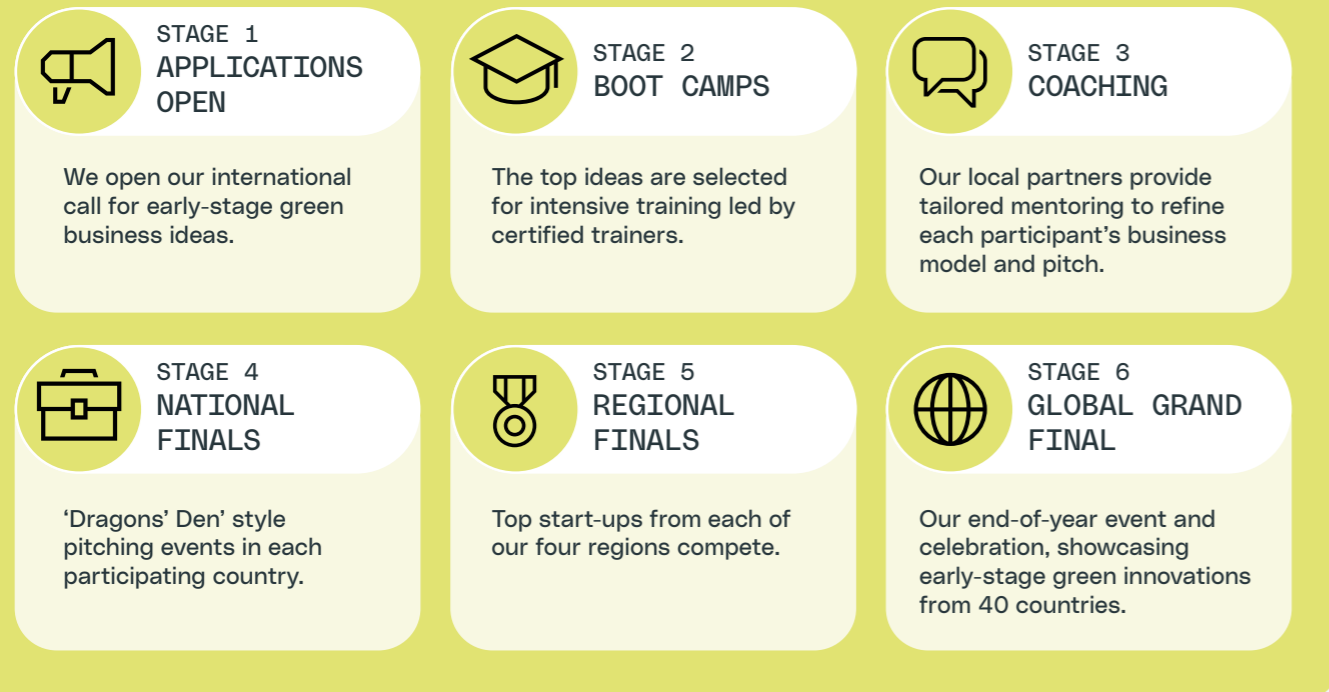 STAGE 1
APPLICATIONS
OPEN
We open our international
call for early-stage green
business ideas.
STAGE 2
BOOT CAMPS
The top ideas are selected
for intensive training led by
certified trainers.
STAGE 3
COACHING
Our local partners provide
tailored mentoring to refine
each participant’s business
model and pitch.
STAGE 4
NATIONAL
FINALS
‘Dragons’ Den’ style
pitching events in each
participating country.
STAGE 5
REGIONAL
FINALS
Top start-ups from each of
our four regions compete.
STAGE 6
GLOBAL GRAND
FINAL
Our end-of-year event and
celebration, showcasing
early-stage green innovations
from 40 countries.